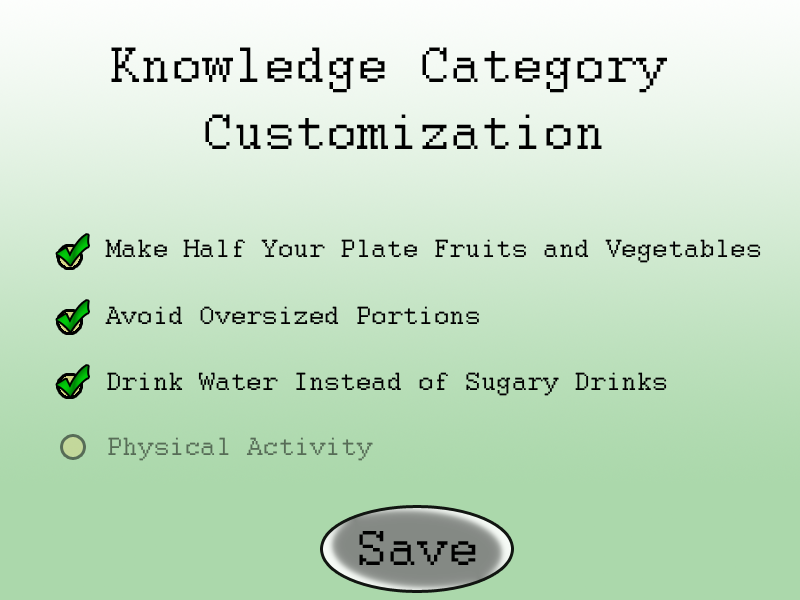 Knowledge Category
Customization
Make Half Your Plate Fruits and Vegetables
Avoid Oversized Portions
Drink Water Instead of Sugary Drinks
Physical Activity
Save